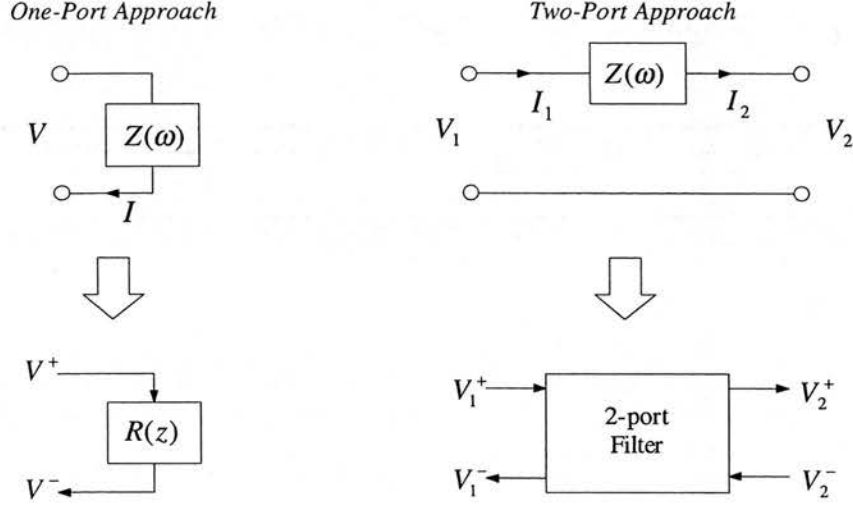 One-Port Approach
Two-Port Approach
V
Z(ω)
I
V₁
I₁
Z(ω)
I₂
V₂
V⁺
R(z)
V⁻
V₁⁺
V₁⁻
2-port
Filter
V₂⁺
V₂⁻